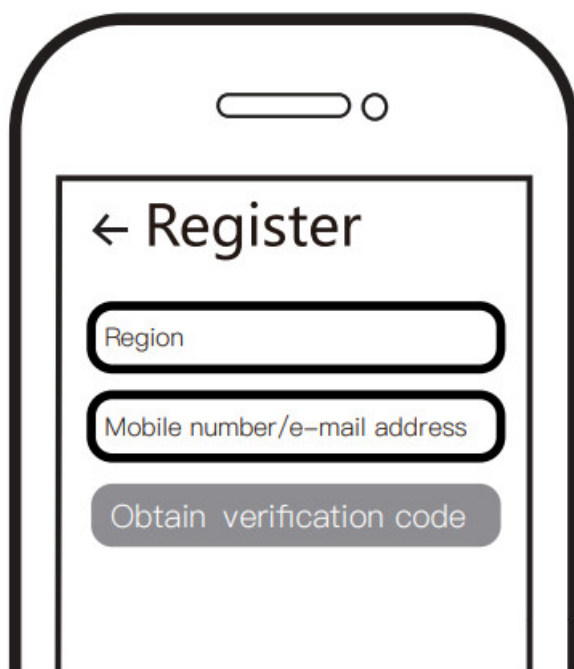 ← Register
Region
Mobile number/e-mail address
Obtain verification code